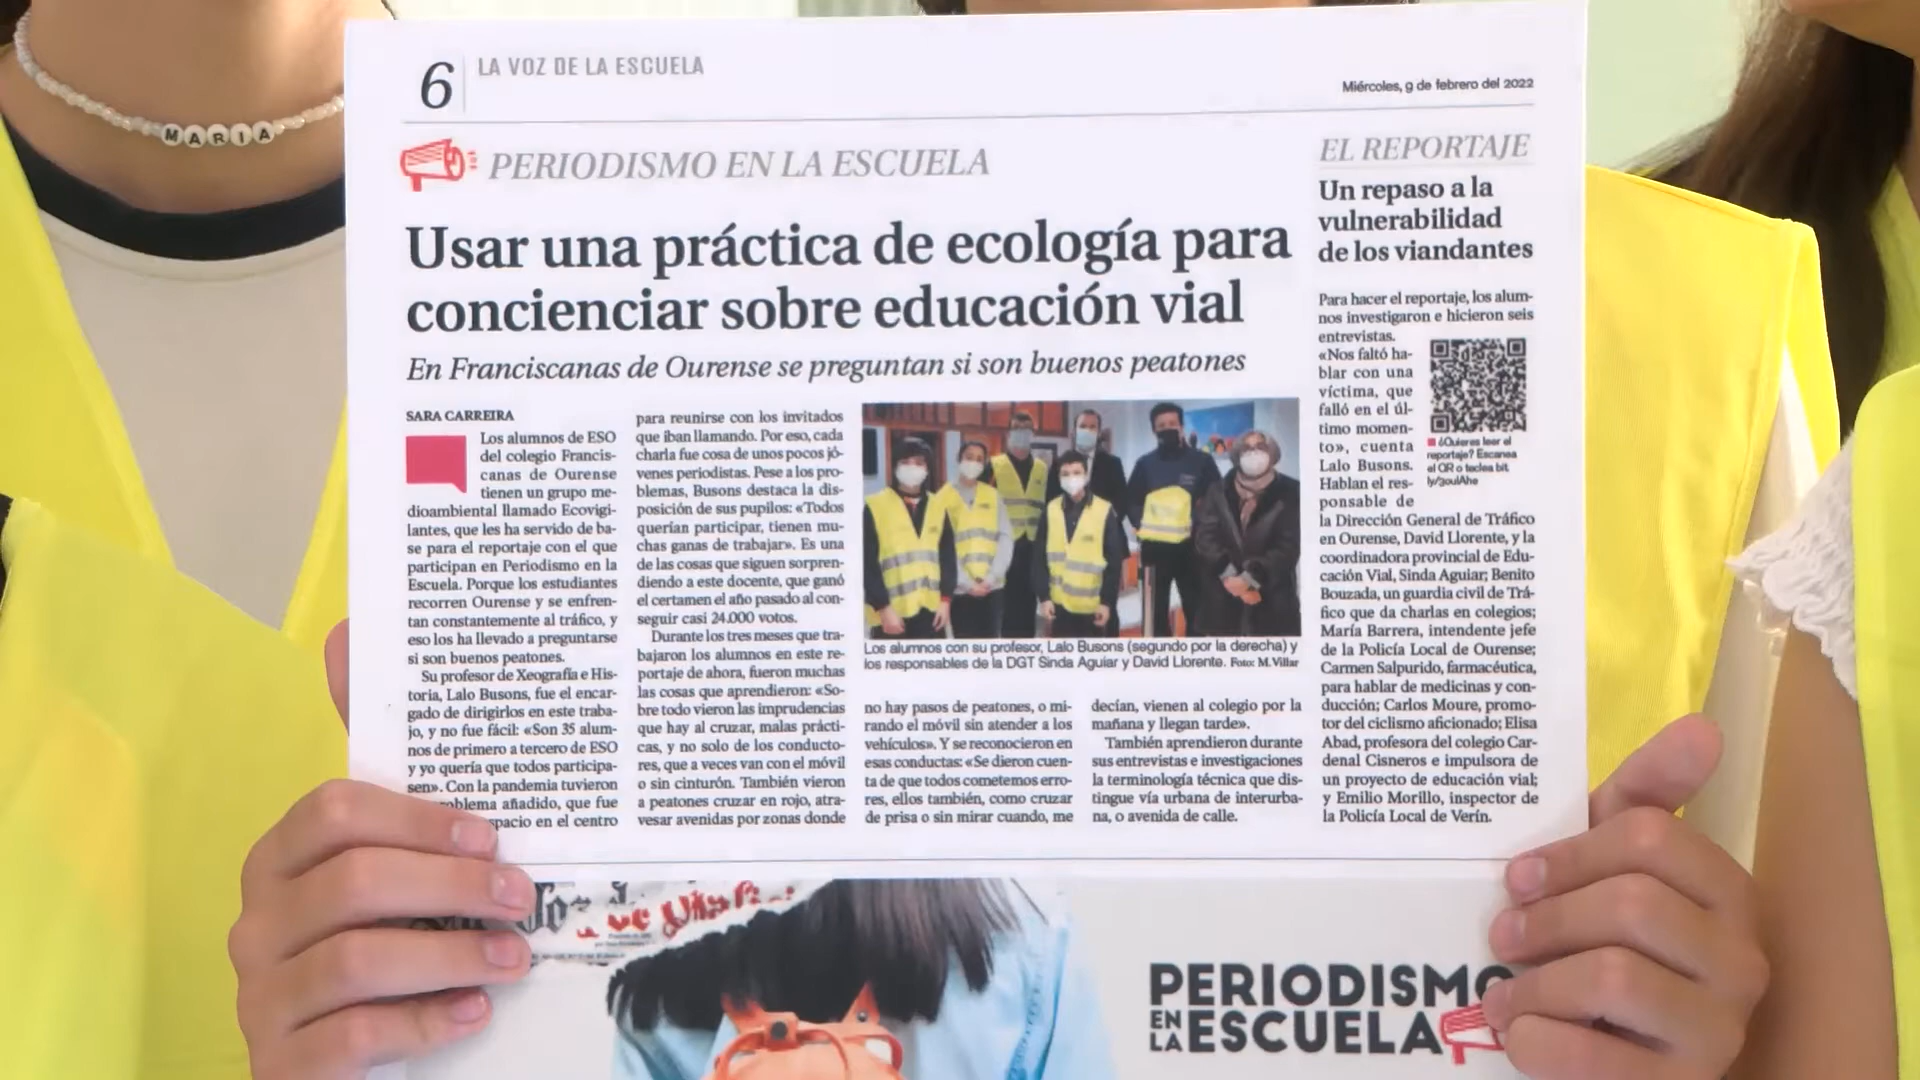 MARIA
6
LA VOZ DE LA ESCUELA
Miércoles, 9 de febrero del 2022
PERIODISMO EN LA ESCUELA
Usar una práctica de ecología para
concienciar sobre educación vial
En Franciscanas de Ourense se preguntan si son buenos peatones
SARA CARREIRA
Los alumnos de ESO
del colegio Francis-
canas de Ourense
tienen un grupo me-
dioambiental llamado Ecovigi-
lantes, que les ha servido de ba-
se para el reportaje con el que
participan en Periodismo en la
Escuela. Porque los estudiantes
recorren Ourense y se enfren-
tan constantemente al tráfico, y
eso los ha llevado a preguntarse
si son buenos peatones.
Su profesor de Xeografía e His-
toria, Lalo Busons, fue el encar-
gado de dirigirlos en este traba-
jo, y no fue fácil: «Son 35 alum-
nos de primero a tercero de ESO
y yo quería que todos participa-
sen». Con la pandemia tuvieron
oblema añadido, que fue
spacio en el centro
para reunirse con los invitados
que iban llamando. Por eso, cada
charla fue cosa de unos pocos jó-
venes periodistas. Pese a los pro-
blemas, Busons destaca la dis-
posición de sus pupilos: «Todos
querían participar, tienen mu-
chas ganas de trabajar». Es una
de las cosas que siguen sorpren-
diendo a este docente, que ganó
el certamen el año pasado al con-
seguir casi 24.000 votos.
Durante los tres meses que tra-
bajaron los alumnos en este re-
portaje de ahora, fueron muchas
las cosas que aprendieron: «So-
bre todo vieron las imprudencias
que hay al cruzar, malas prácti-
cas, y no solo de los conducto-
res, que a veces van con el móvil
o sin cinturón. También vieron
a peatones cruzar en rojo, atra-
vesar avenidas por zonas donde
Los alumnos con su profesor, Lalo Busons (segundo por la derecha) y
los responsables de la DGT Sinda Aguiar y David Llorente. Foto: M. Villar
no hay pasos de peatones, o mi-
rando el móvil sin atender a los
vehículos». Y se reconocieron en
esas conductas: «Se dieron cuen-
ta de que todos cometemos erro-
res, ellos también, como cruzar
de prisa o sin mirar cuando, me
decían, vienen al colegio por la
mañana y llegan tarde».
También aprendieron durante
sus entrevistas e investigaciones
la terminología técnica que dis-
tingue vía urbana de interurba-
na, o avenida de calle.
EL REPORTAJE
Un repaso a la
vulnerabilidad
de los viandantes
Para hacer el reportaje, los alum-
nos investigaron e hicieron seis
entrevistas.
«Nos faltó ha-
blar con una
víctima, que
falló en el úl-
timo momen-
to», cuenta
Lalo Busons.
Hablan el res-
ponsable de
la Dirección General de Tráfico
en Ourense, David Llorente, y la
coordinadora provincial de Edu-
cación Vial, Sinda Aguiar; Benito
Bouzada, un guardia civil de Trá-
fico que da charlas en colegios;
María Barrera, intendente jefe
de la Policía Local de Ourense;
Carmen Salpurido, farmacéutica,
para hablar de medicinas y con-
ducción; Carlos Moure, promo-
tor del ciclismo aficionado; Elisa
Abad, profesora del colegio Car-
denal Cisneros e impulsora de
un proyecto de educación vial;
y Emilio Morillo, inspector de
la Policía Local de Verín.
¿Quieres leer el
reportaje? Escanea
el QR o teclea bit.
PERIODISMO
EN LA ESCUELA